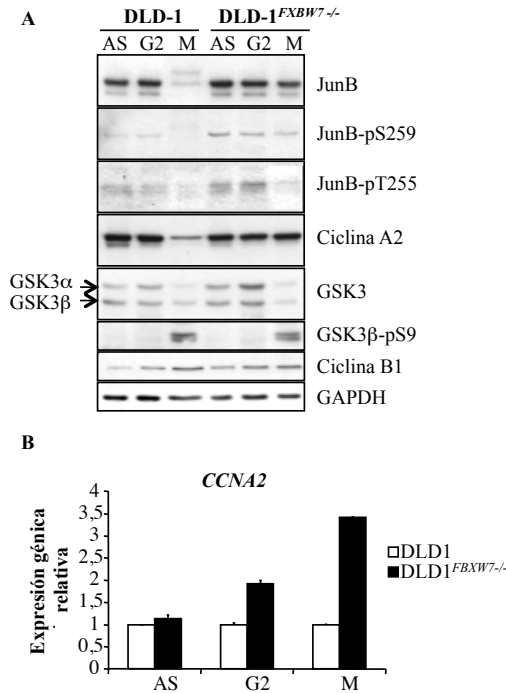 A
DLD-1 DLD-1FXBW7 -/-
AS G2 M AS G2 M
JunB
JunB-pS259
JunB-pT255
Ciclina A2
GSK3α
GSK3β
GSK3
GSK3β-pS9
Ciclina B1
GAPDH
B
CCNA2
Expresión génica
relativa
4
3,5
3
2,5
2
1,5
1
0,5
0
AS G2 M
DLD1
DLD1FBXW7-/-